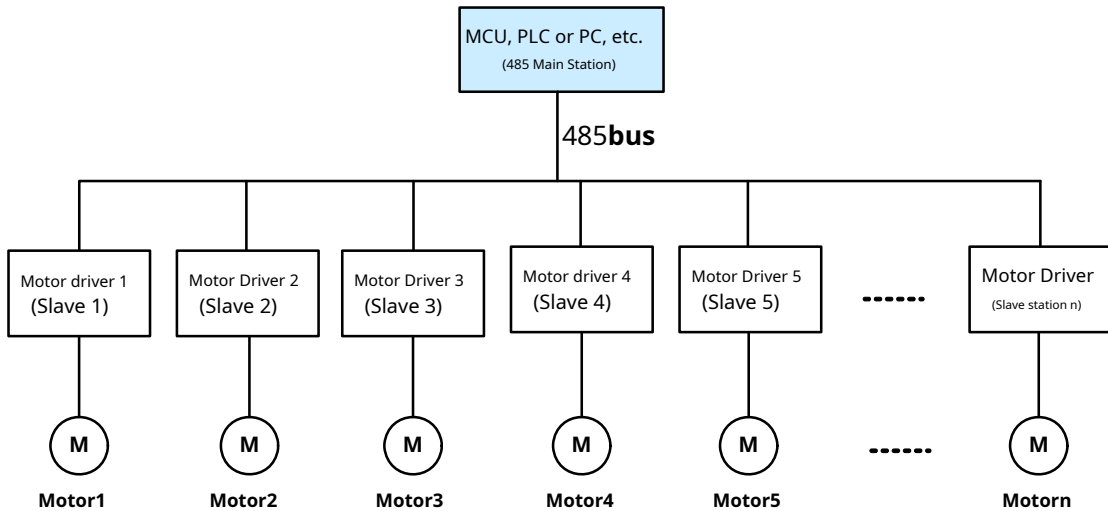 MCU, PLC or PC, etc.
(485 Main Station)
485bus
Motor driver 1
(Slave 1)
Motor Driver 2
(Slave 2)
Motor Driver 3
(Slave 3)
Motor driver 4
(Slave 4)
Motor Driver 5
(Slave 5)
Motor Driver
(Slave station n)
M
M
M
M
M
M
Motor1
Motor2
Motor3
Motor4
Motor5
Motorn